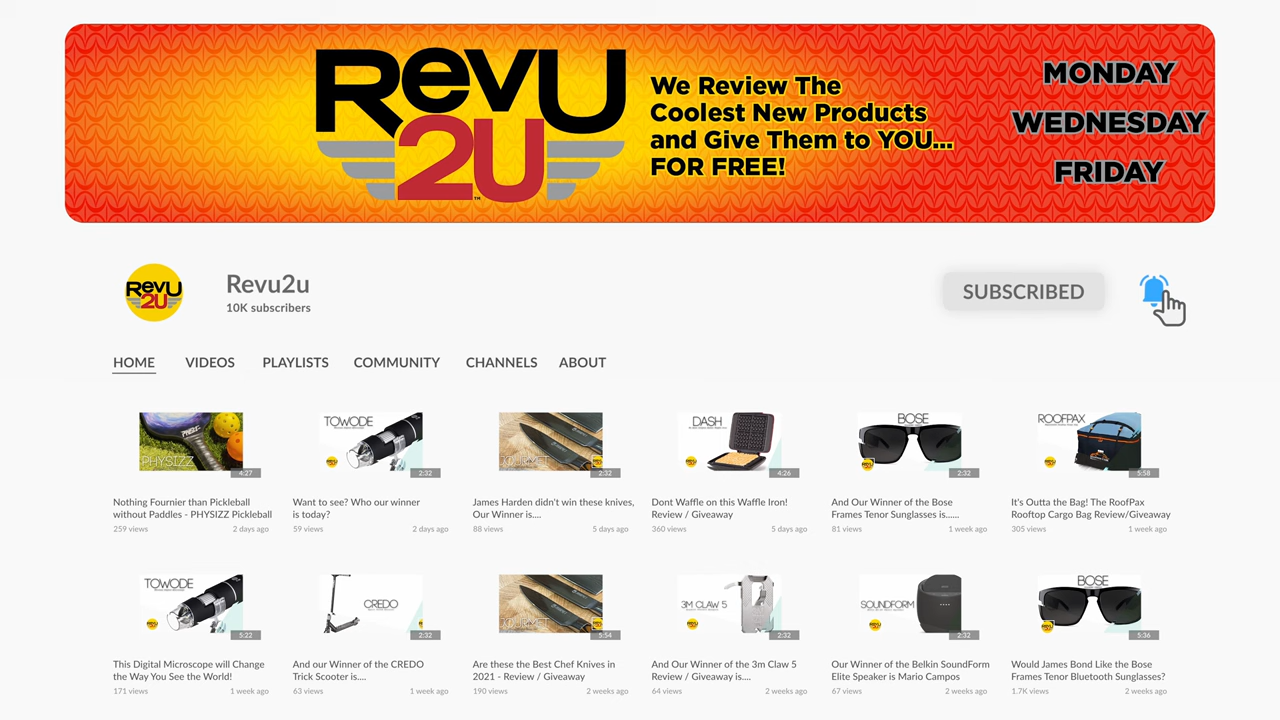 RevU
2U
™
We Review The
Coolest New Products
and Give Them to YOU...
FOR FREE!
MONDAY
WEDNESDAY
FRIDAY
RevU
2U
Revu2u
10K subscribers
SUBSCRIBED
HOME VIDEOS PLAYLISTS COMMUNITY CHANNELS ABOUT
PHYSIZZ
4:27
TOWODE
2:32
2:32
DASH
4:26
BOSE
2:32
ROOFPAX
5:58
Nothing Fournier than Pickleball
without Paddles - PHYSIZZ Pickleball
259 views 2 days ago
Want to see? Who our winner
is today?
59 views 2 days ago
James Harden didn't win these knives,
Our Winner is....
88 views 5 days ago
Dont Waffle on this Waffle Iron!
Review / Giveaway
360 views 5 days ago
And Our Winner of the Bose
Frames Tenor Sunglasses is......
81 views 1 week ago
It's Outta the Bag! The RoofPax
Rooftop Cargo Bag Review/Giveaway
305 views 1 week ago
TOWODE
5:22
CREDO
2:32
5:54
3M CLAW 5
2:32
SOUNDFORM
2:32
BOSE
5:36
This Digital Microscope will Change
the Way You See the World!
171 views 1 week ago
And our Winner of the CREDO
Trick Scooter is....
63 views 1 week ago
Are these the Best Chef Knives in
2021 - Review / Giveaway
190 views 2 weeks ago
And Our Winner of the 3m Claw 5
Review / Giveaway is....
64 views 2 weeks ago
Our Winner of the Belkin SoundForm
Elite Speaker is Mario Campos
67 views 2 weeks ago
Would James Bond Like the Bose
Frames Tenor Bluetooth Sunglasses?
1.7K views 2 weeks ago